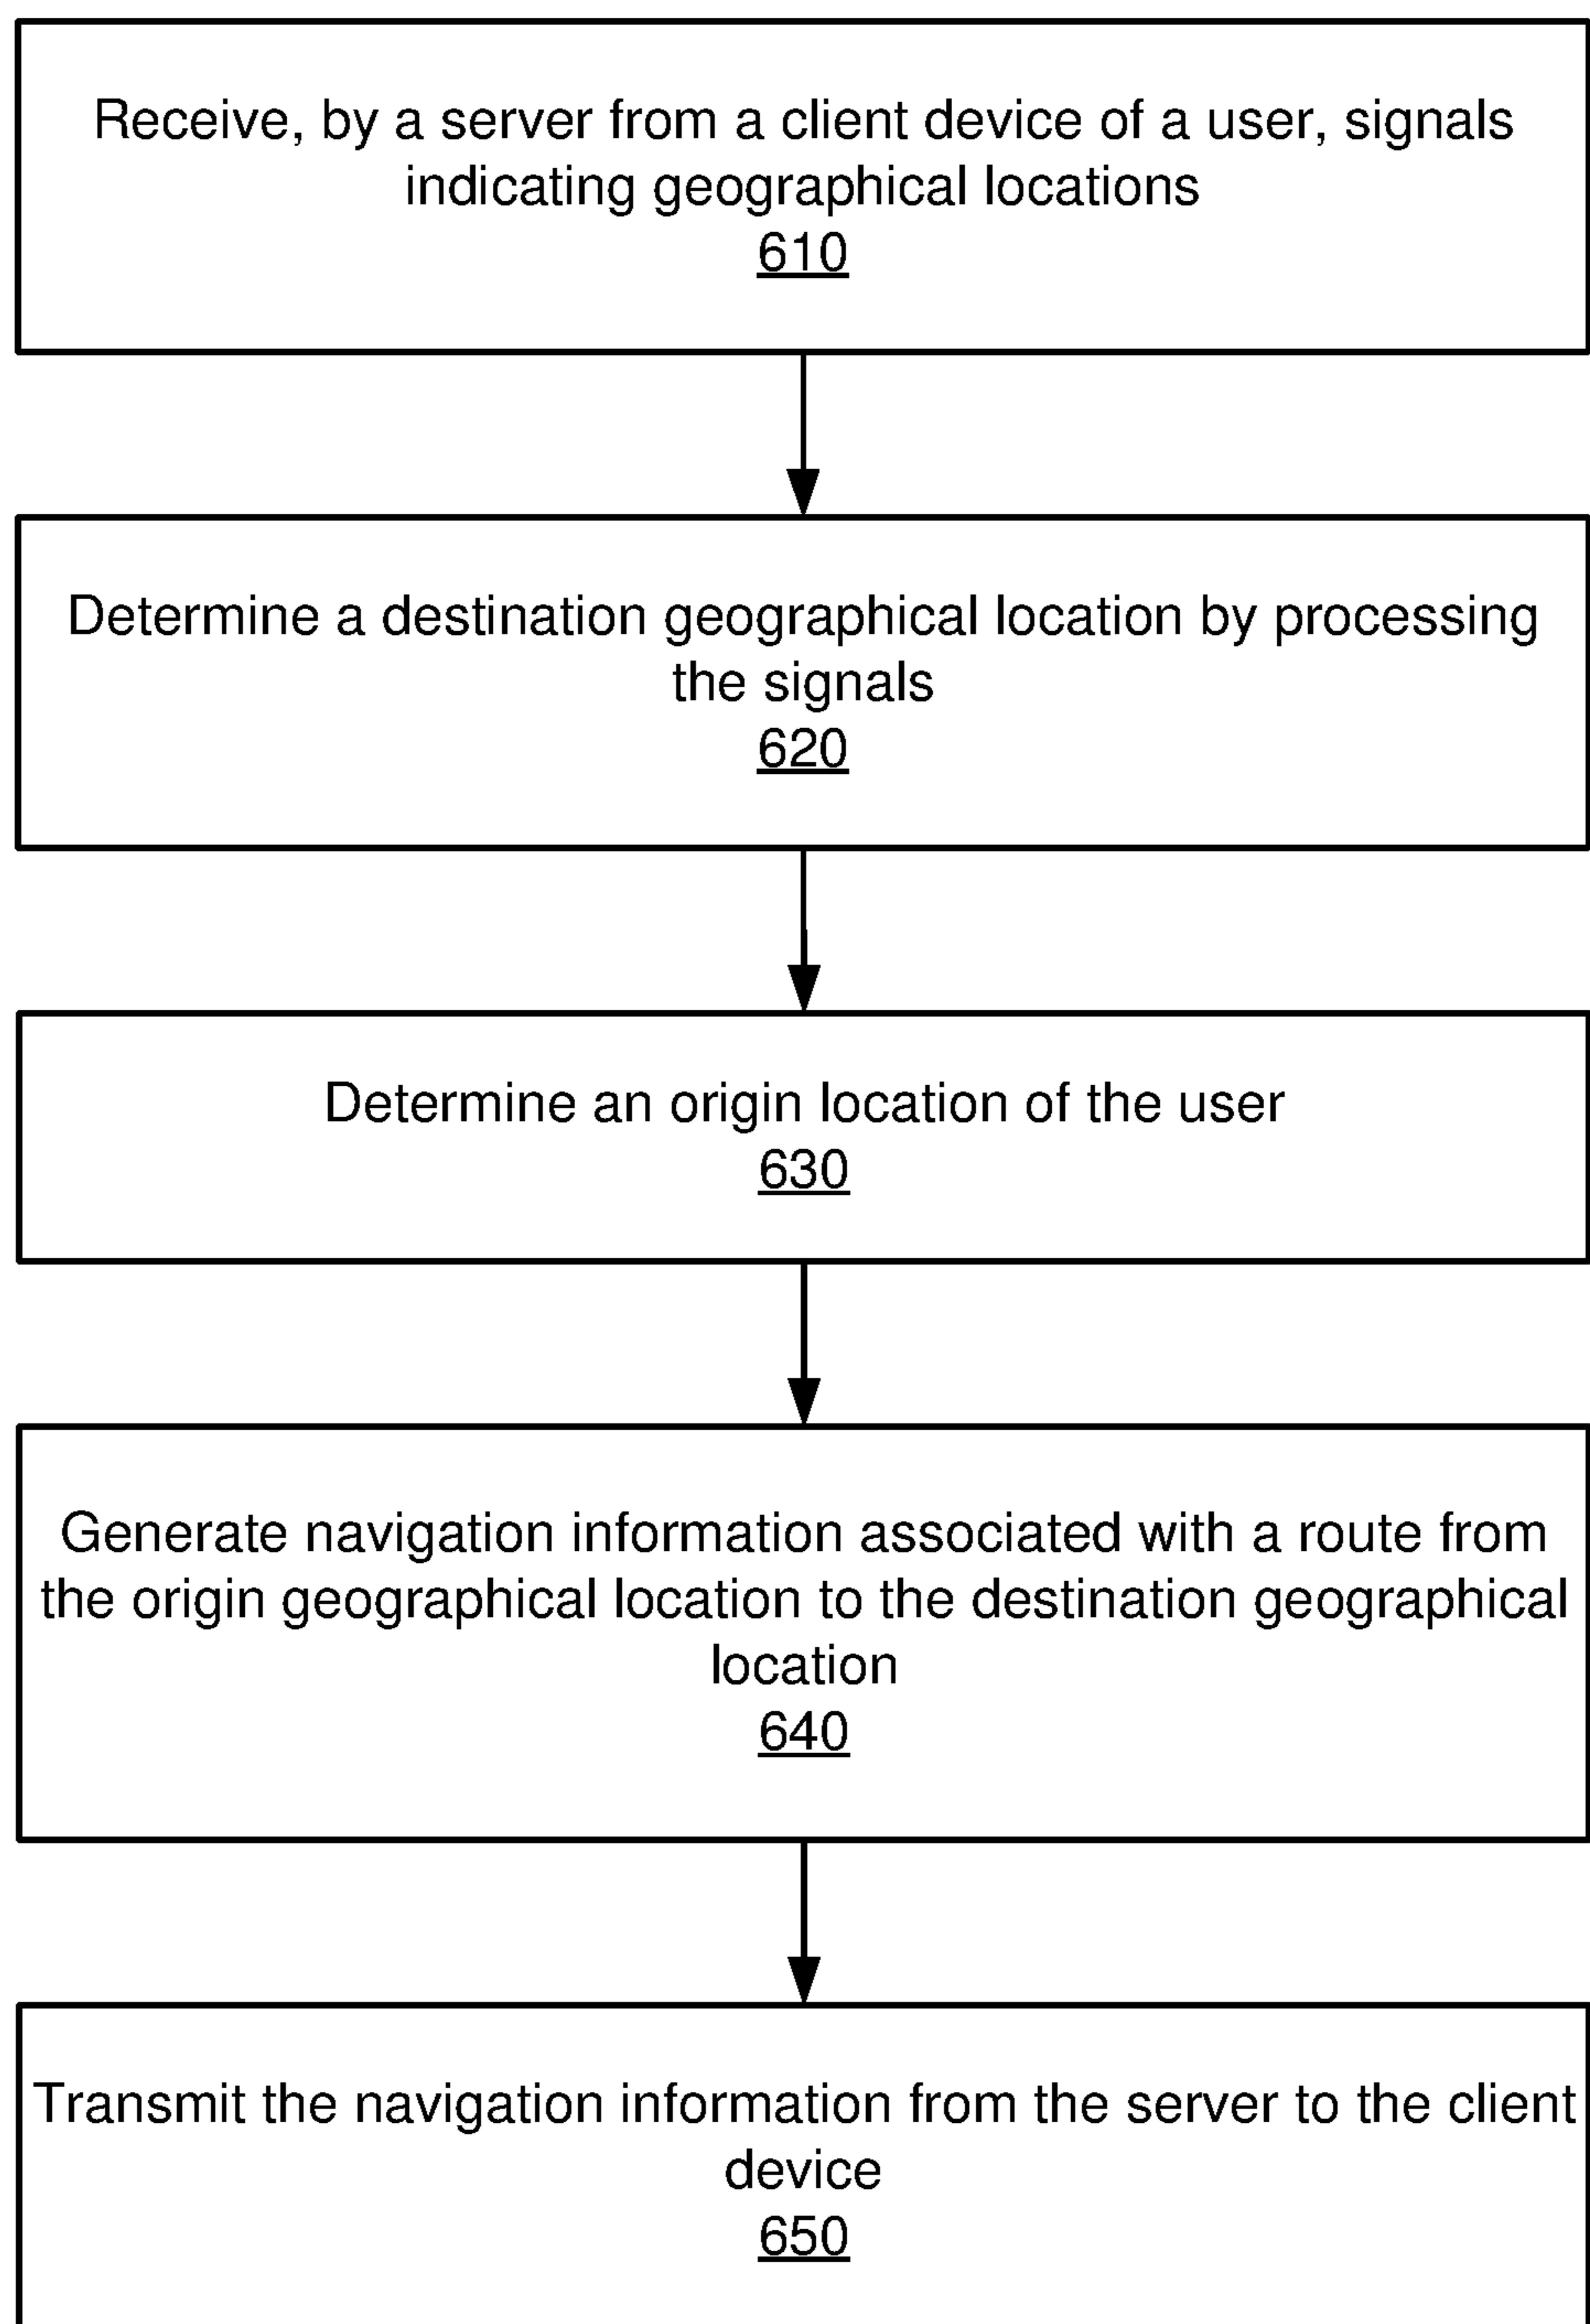 Receive, by a server from a client device of a user, signals
indicating geographical locations
610
Determine a destination geographical location by processing
the signals
620
Determine an origin location of the user
630
Generate navigation information associated with a route from
the origin geographical location to the destination geographical
location
640
Transmit the navigation information from the server to the client
device
650